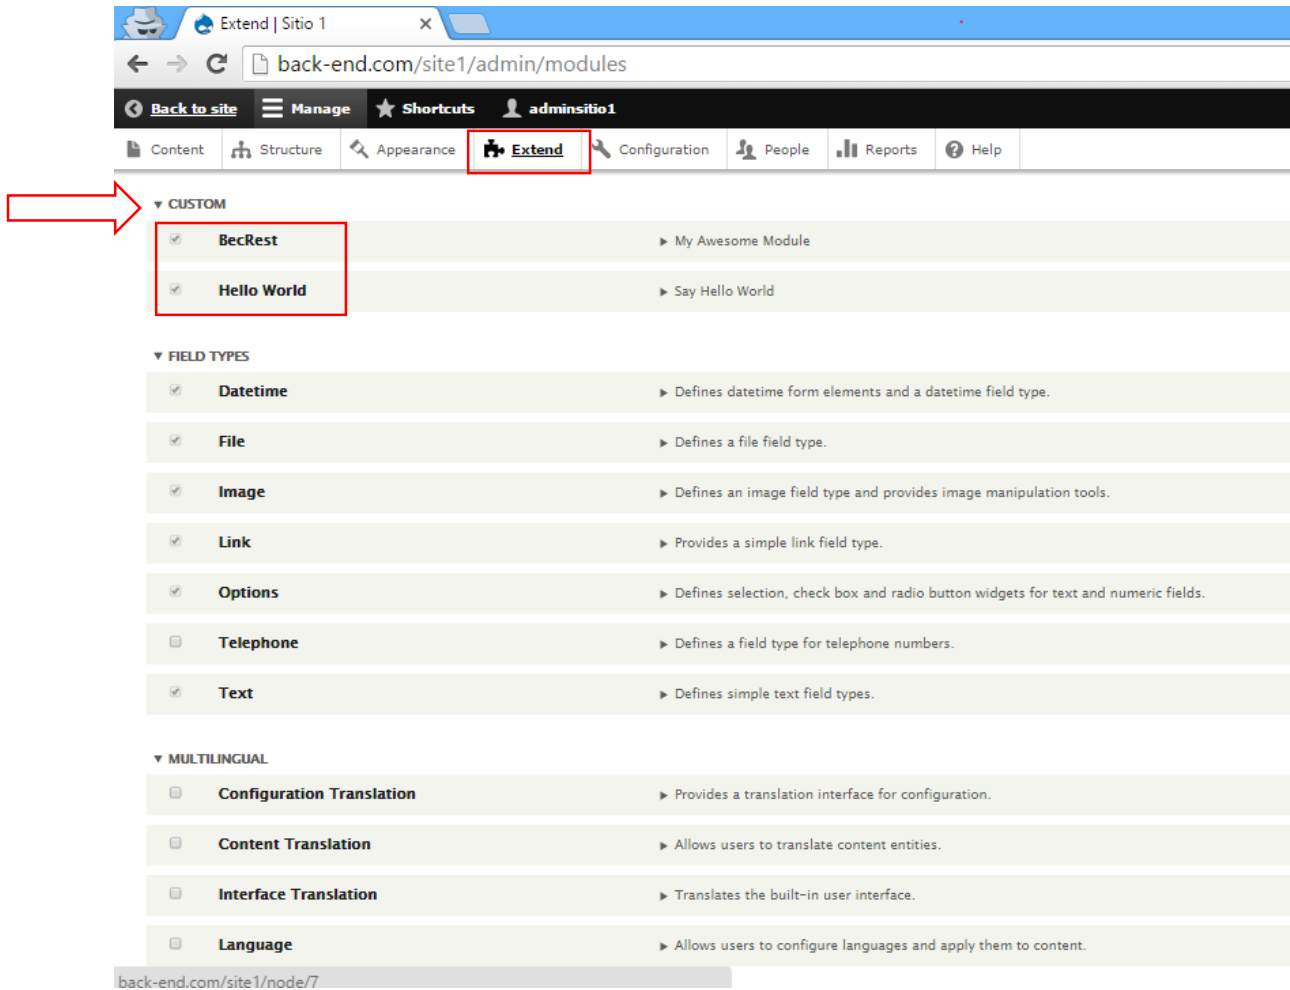 Extend | Sitio 1
back-end.com/site1/admin/modules
Back to site Manage Shortcuts adminsitio1
Content Structure Appearance Extend Configuration People Reports Help
CUSTOM
BecRest My Awesome Module
Hello World Say Hello World
FIELD TYPES
Datetime Defines datetime form elements and a datetime field type.
File Defines a file field type.
Image Defines an image field type and provides image manipulation tools.
Link Provides a simple link field type.
Options Defines selection, check box and radio button widgets for text and numeric fields.
Telephone Defines a field type for telephone numbers.
Text Defines simple text field types.
MULTILINGUAL
Configuration Translation Provides a translation interface for configuration.
Content Translation Allows users to translate content entities.
Interface Translation Translates the built-in user interface.
Language Allows users to configure languages and apply them to content.
back-end.com/site1/node/7